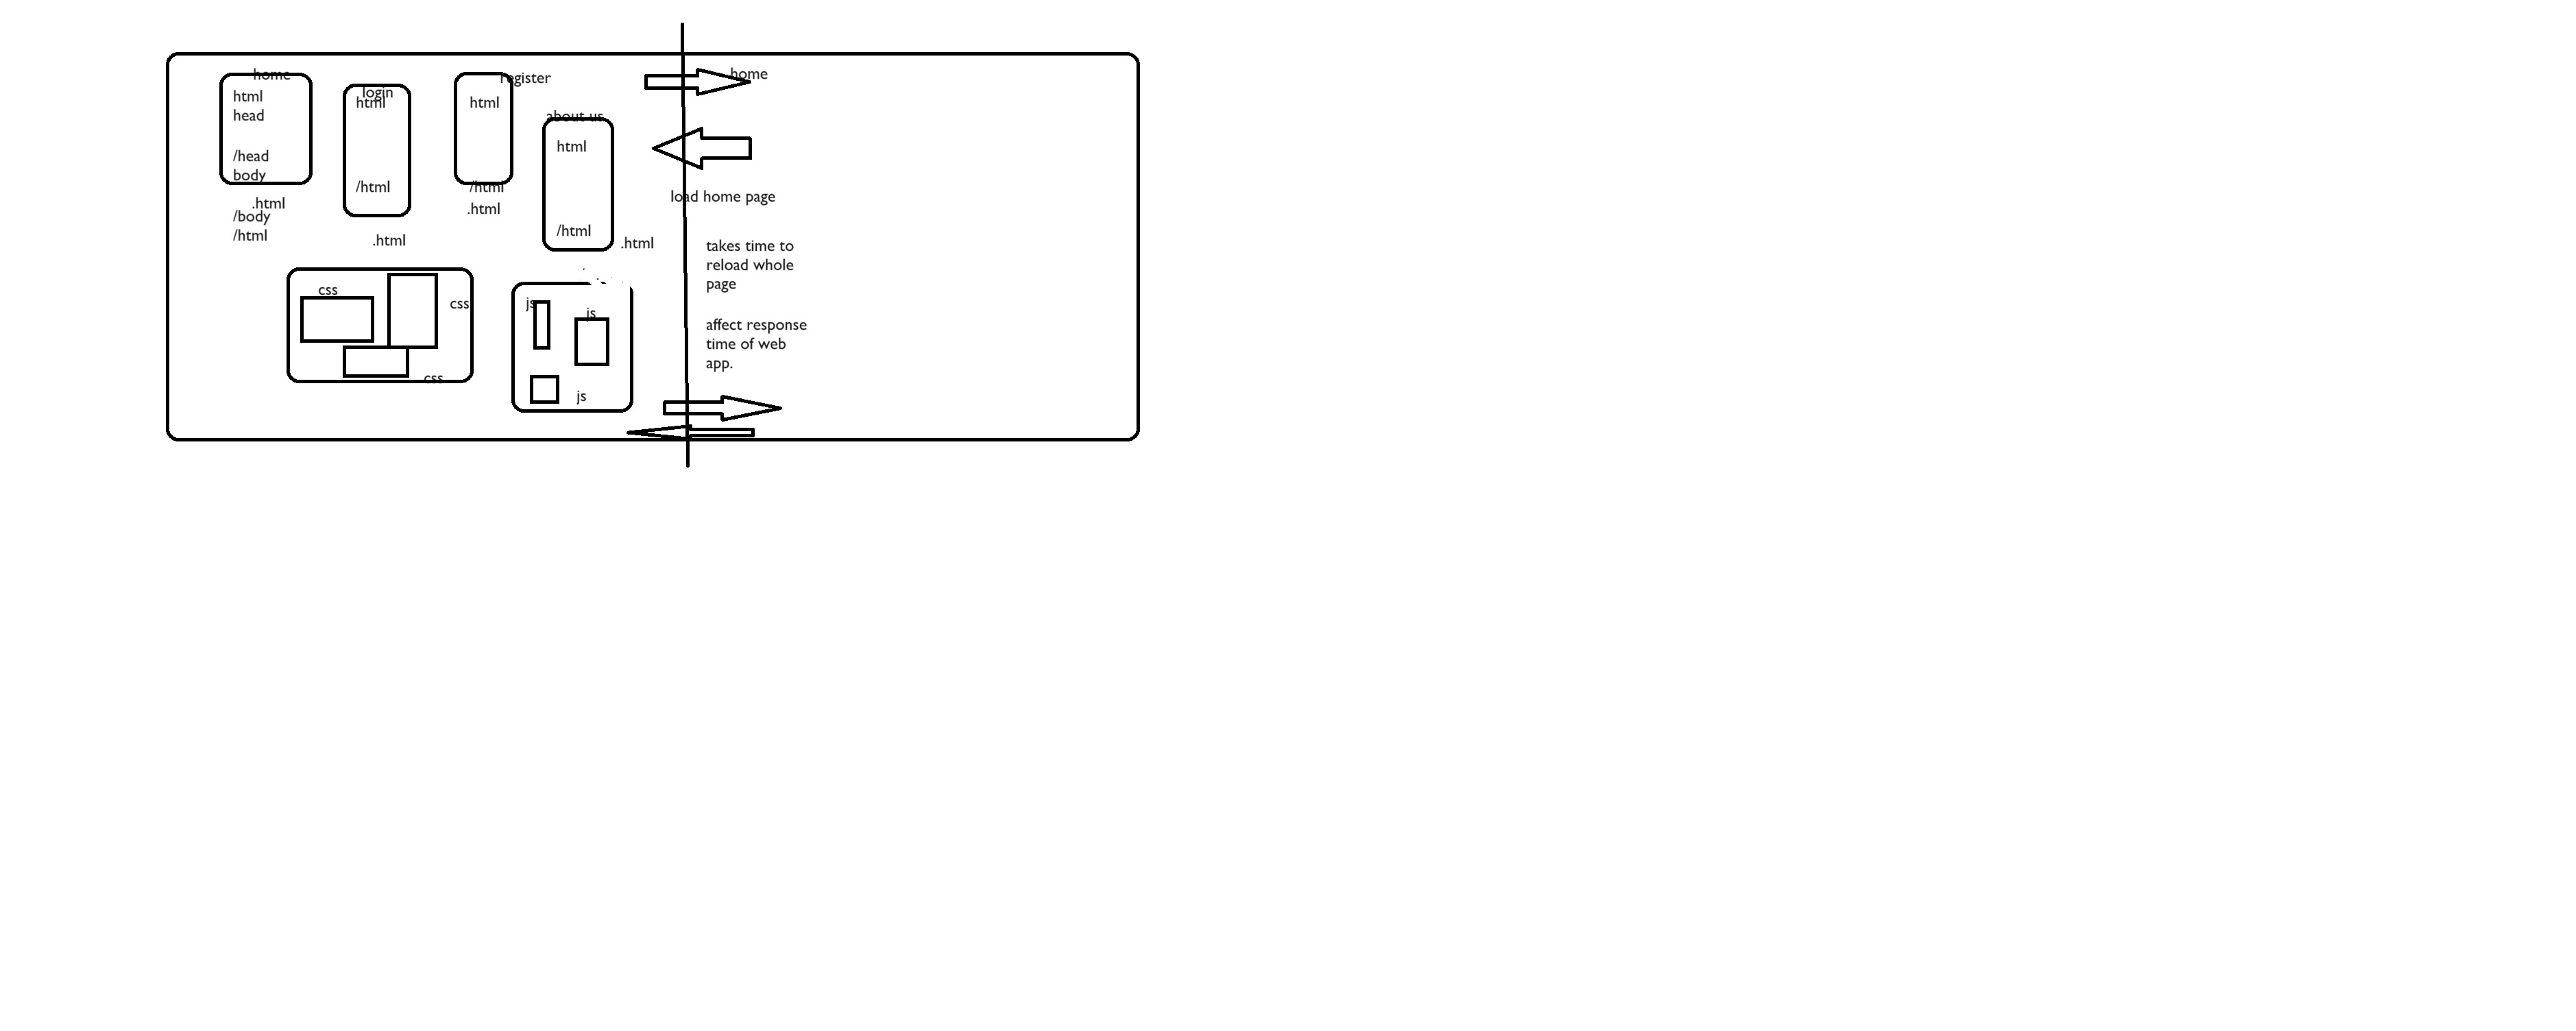 home
html
head
/head
body
.html
/body
/html
login
html
/html
.html
register
html
/html
.html
about us
html
/html
.html
css
css
css
js
js
js
home
load home page
takes time to
reload whole
page
affect response
time of web
app.